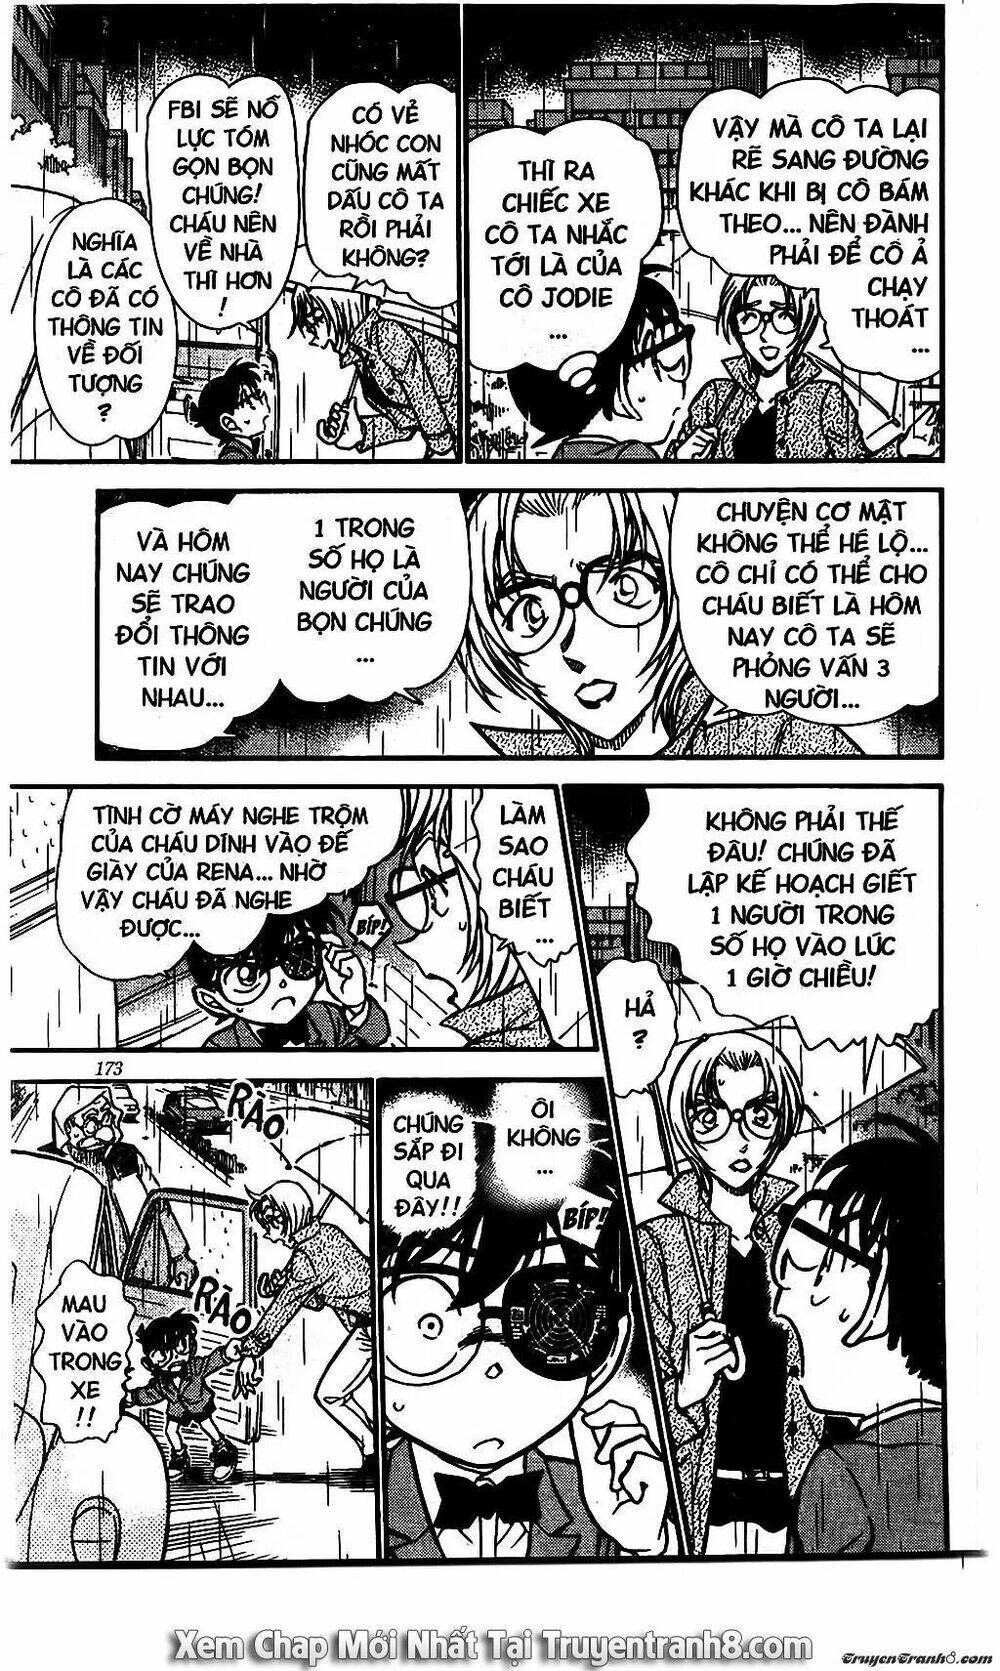 VẬY MÀ CÔ TA LẠI
RẼ SANG ĐƯỜNG
KHÁC KHI BỊ CÔ BÁM
THEO... NÊN ĐÀNH
PHẢI ĐỂ CÔ Ả
CHẠY
THOÁT
...
THÌ RA
CHIẾC XE
CÔ TA NHẮC
TỚI LÀ CỦA
CÔ JODIE
...
CÓ VẺ
NHÓC CON
CŨNG MẤT
DẤU CÔ TA
RỒI PHẢI
KHÔNG?
FBI SẼ NỔ
LỰC TÓM
GỌN BỌN
CHÚNG!
CHÁU NÊN
VỀ NHÀ
THÌ HƠN
!
NGHĨA
LÀ CÁC
CÔ ĐÃ CÓ
THÔNG TIN
VỀ ĐỐI
TƯỢNG
?
CHUYỆN CƠ MẬT
KHÔNG THỂ HÉ LỘ...
CÔ CHỈ CÓ THỂ CHO
CHÁU BIẾT LÀ HÔM
NAY CÔ TA SẼ
PHỎNG VẤN 3
NGƯỜI...
1 TRONG
SỐ HỌ LÀ
NGƯỜI CỦA
BỌN CHÚNG
...
VÀ HÔM
NAY CHÚNG
SẼ TRAO
ĐỔI THÔNG
TIN VỚI
NHAU...
KHÔNG PHẢI THẾ
ĐÂU! CHÚNG ĐÃ
LẬP KẾ HOẠCH GIẾT
1 NGƯỜI TRONG
SỐ HỌ VÀO LÚC
1 GIỜ CHIỀU!
HẢ
?
LÀM
SAO
CHÁU
BIẾT
...
TÌNH CỜ MÁY NGHE TRỘM
CỦA CHÁU DÍNH VÀO ĐẾ
GIÀY CỦA RENA... NHỜ
VẬY CHÁU ĐÃ NGHE
ĐƯỢC...
BÍP!
173
ÔI
KHÔNG
...
CHÚNG
SẮP ĐI
QUA
ĐÂY!!
BÍP!
RÀO
RÀO
MAU
VÀO
TRONG
XE
!!
Xem Chap Mới Nhất Tại Truyentranh8.com
TruyenTranh8.com